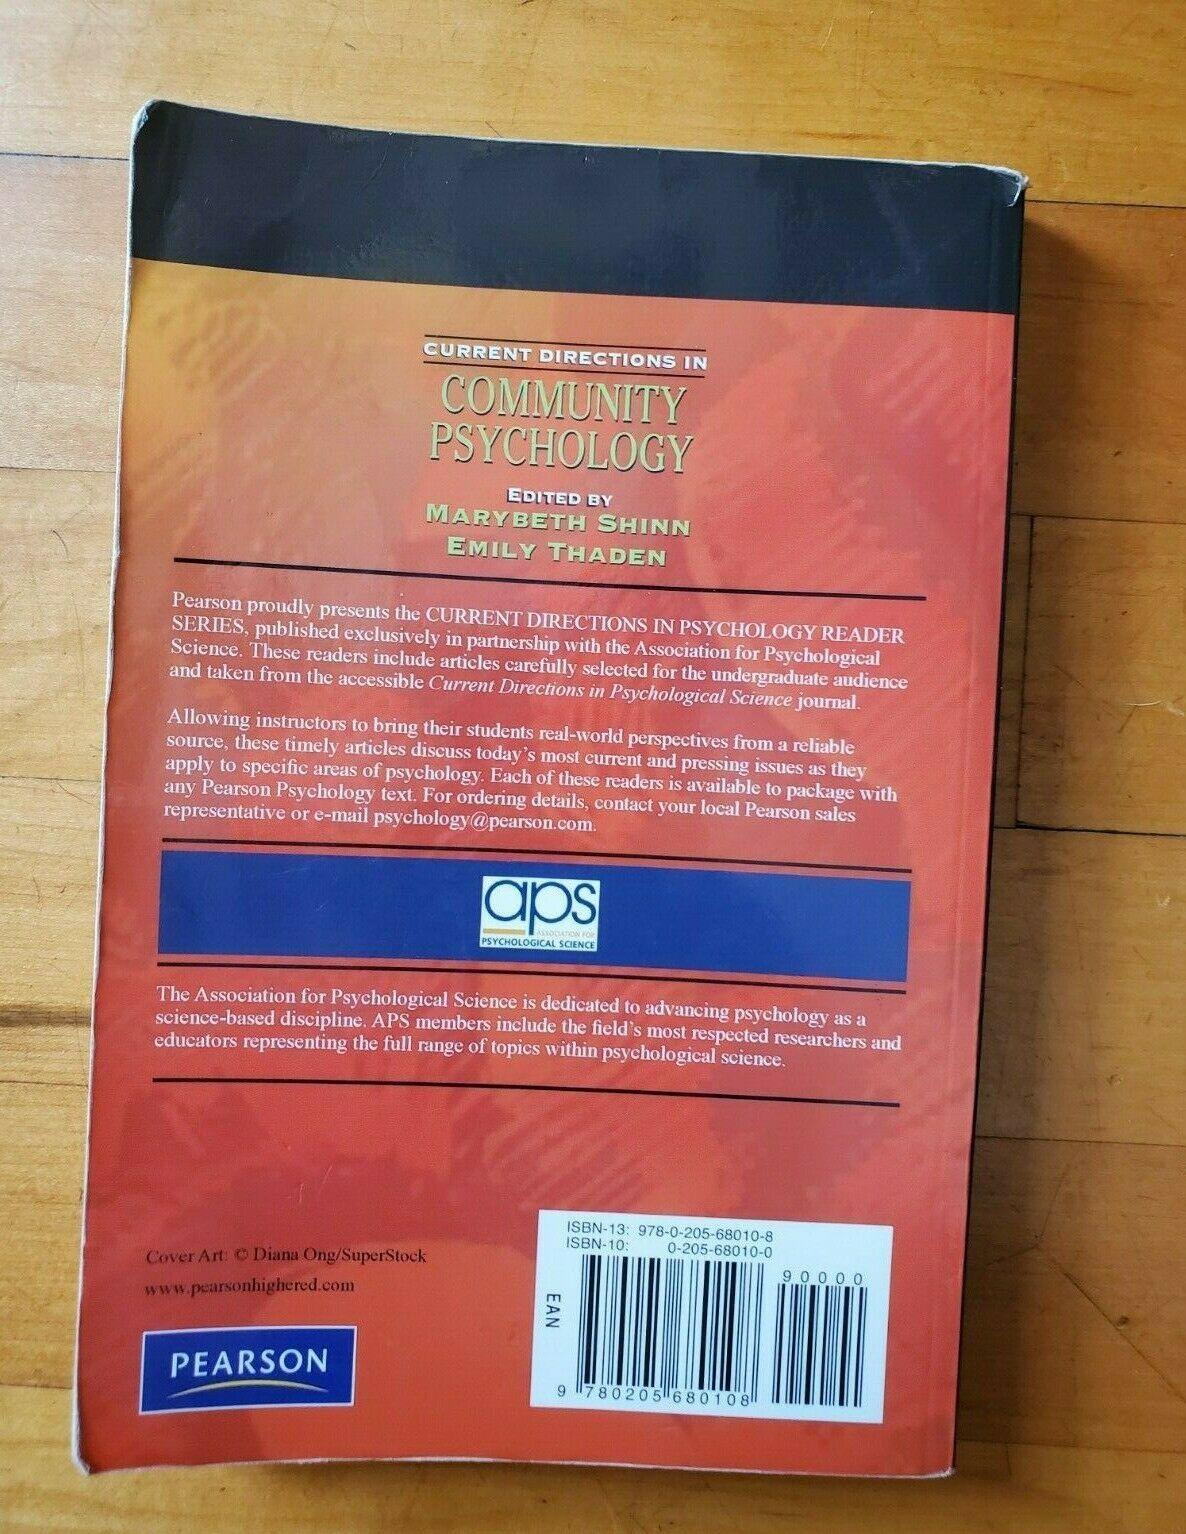 CURRENT DIRECTIONS IN
COMMUNITY
PSYCHOLOGY
EDITED BY
MARYBETH SHINN
EMILY THADEN
Pearson proudly presents the CURRENT DIRECTIONS IN PSYCHOLOGY READER
SERIES, published exclusively in partnership with the Association for Psychological
Science. These readers include articles carefully selected for the undergraduate audience
and taken from the accessible Current Directions in Psychological Science journal.
Allowing instructors to bring their students real-world perspectives from a reliable
source, these timely articles discuss today's most current and pressing issues as they
apply to specific areas of psychology. Each of these readers is available to package with
any Pearson Psychology text. For ordering details, contact your local Pearson sales
representative or e-mail psychology@pearson.com.
aps
ASSOCIATION FOR
PSYCHOLOGICAL SCIENCE
The Association for Psychological Science is dedicated to advancing psychology as a
science-based discipline. APS members include the field's most respected researchers and
educators representing the full range of topics within psychological science.
Cover Art: © Diana Ong/SuperStock
www.pearsonhighered.com
PEARSON
ISBN-13: 978-0-205-68010-8
ISBN-10: 0-205-68010-0
90000
EAN
9 780205 680108